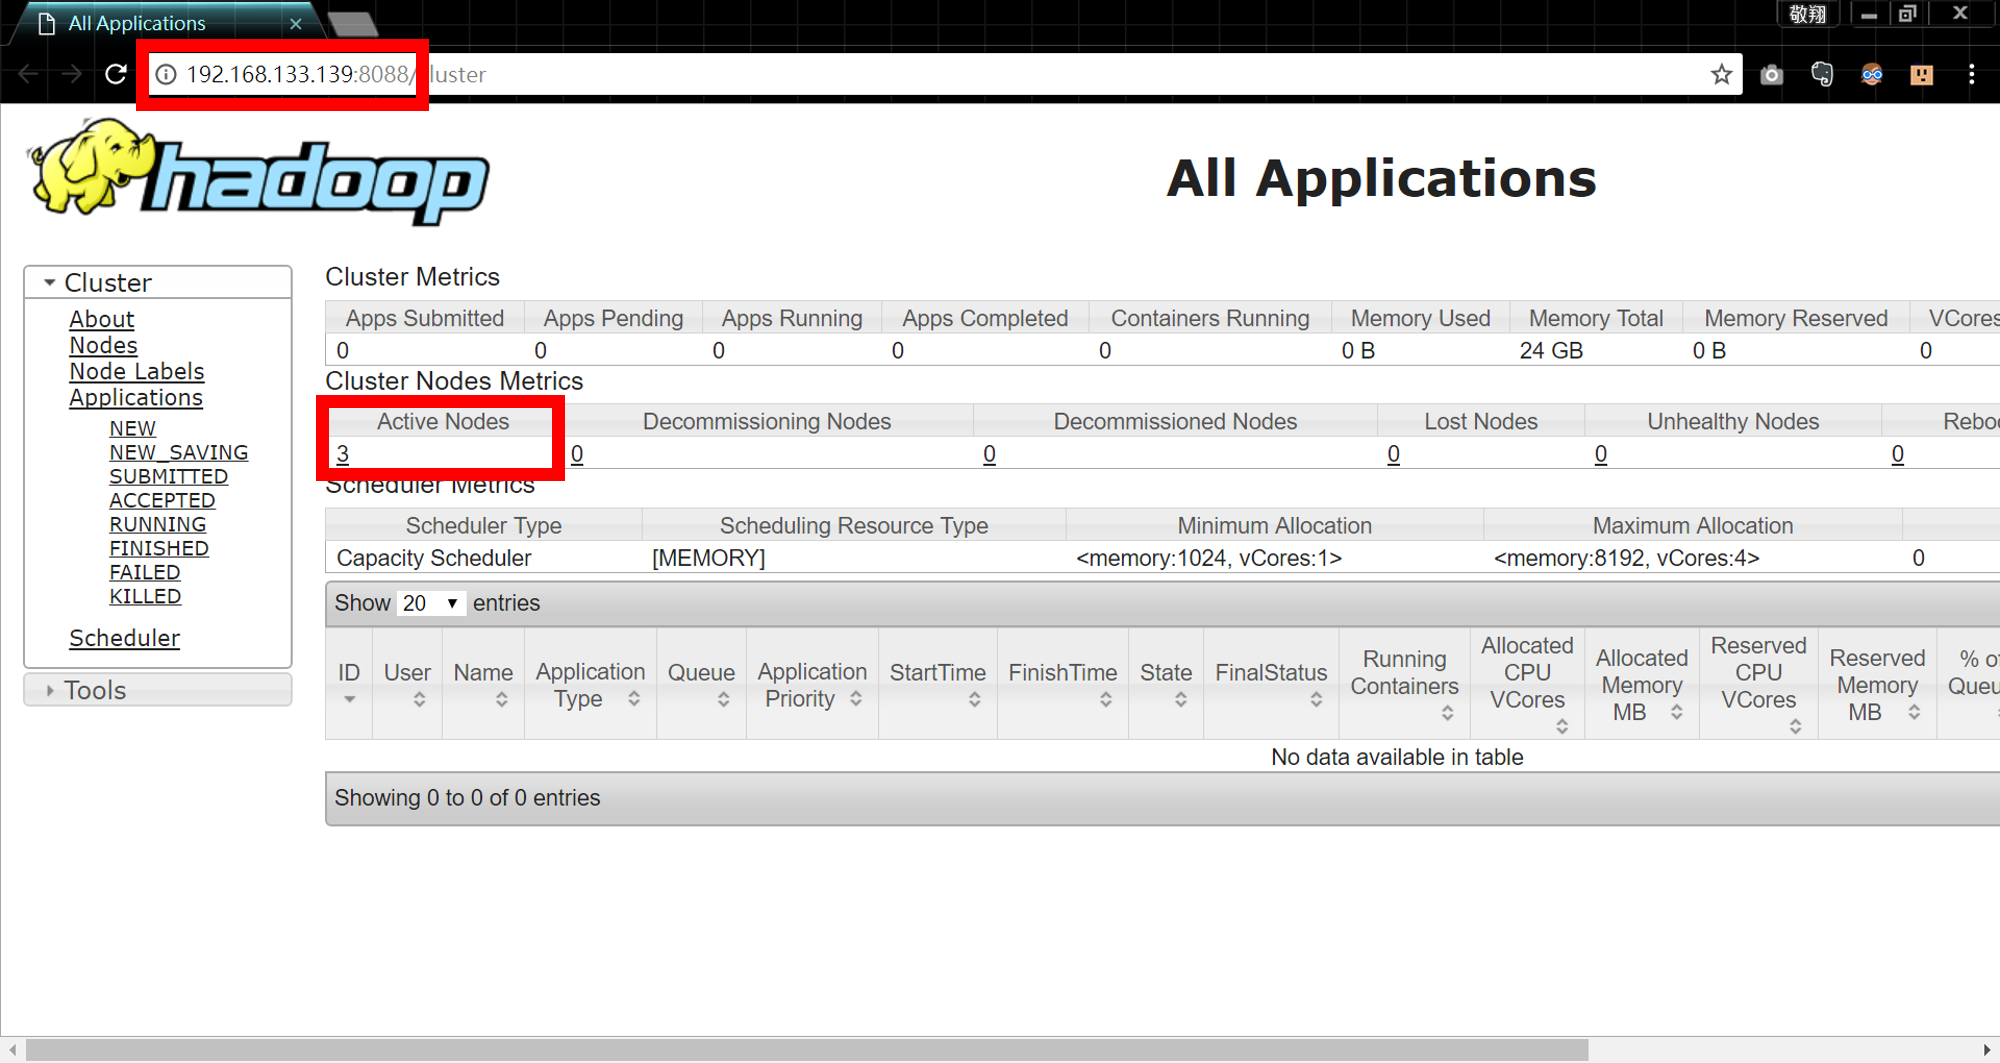 All Applications
敬翔
192.168.133.139:8088/cluster
hadoop
All Applications
Cluster
About
Nodes
Node Labels
Applications
NEW
NEW_SAVING
SUBMITTED
ACCEPTED
RUNNING
FINISHED
FAILED
KILLED
Scheduler
Tools
Cluster Metrics
Apps Submitted Apps Pending Apps Running Apps Completed Containers Running Memory Used Memory Total Memory Reserved VCores
0 0 0 0 0 0 B 24 GB 0 B 0
Cluster Nodes Metrics
Active Nodes Decommissioning Nodes Decommissioned Nodes Lost Nodes Unhealthy Nodes Reboo
3 0 0 0 0 0
Scheduler Metrics
Scheduler Type Scheduling Resource Type Minimum Allocation Maximum Allocation
Capacity Scheduler [MEMORY] <memory:1024, vCores:1> <memory:8192, vCores:4> 0
Show 20 entries
ID User Name Application Type Queue Application Priority StartTime FinishTime State FinalStatus Running Containers Allocated CPU VCores Allocated Memory MB Reserved CPU VCores Reserved Memory MB % of Queu
No data available in table
Showing 0 to 0 of 0 entries